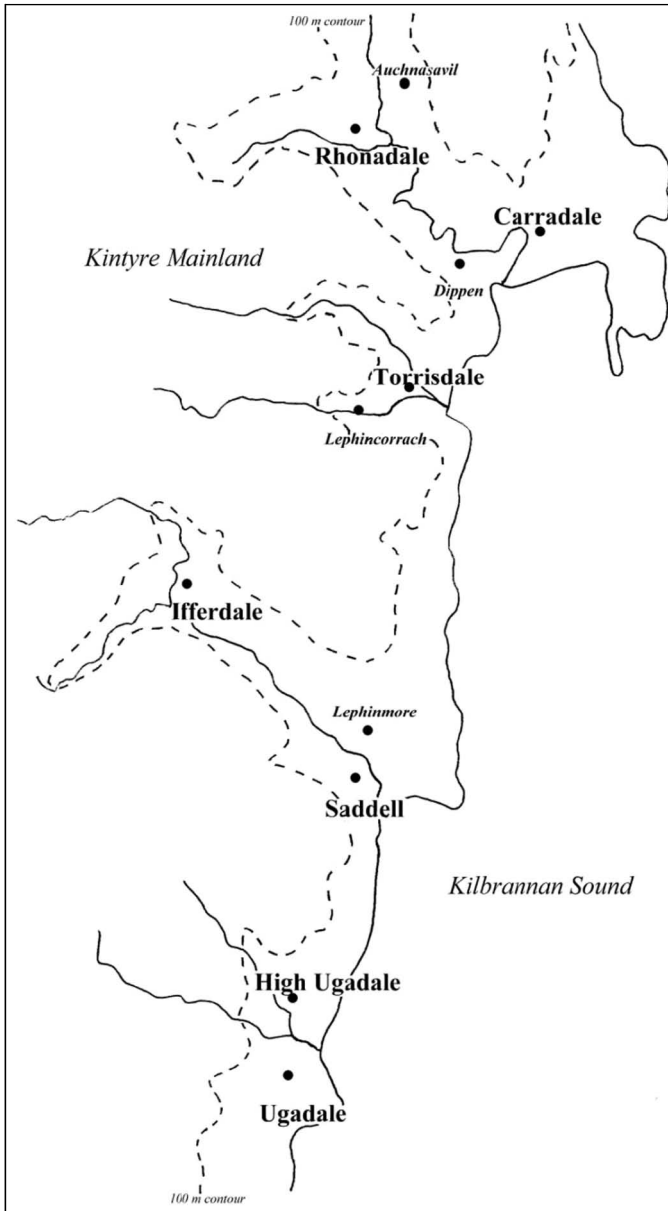 100 m contour
Auchnasavil
Rhonadale
Carradale
Kintyre Mainland
Dippen
Torrisdale
Lephincorrach
Ifferdale
Lephinmore
Saddell
Kilbrannan Sound
High Ugadale
Ugadale
100 m contour